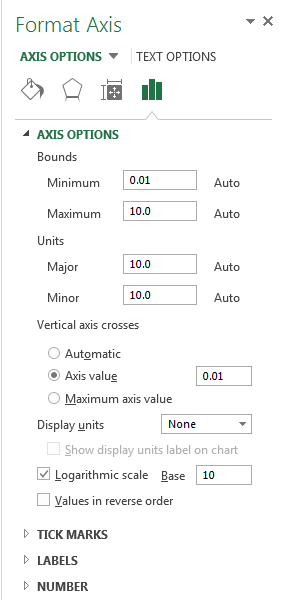 Format Axis
AXIS OPTIONS TEXT OPTIONS
AXIS OPTIONS
Bounds
Minimum 0.01 Auto
Maximum 10.0 Auto
Units
Major 10.0 Auto
Minor 10.0 Auto
Vertical axis crosses
Automatic
Axis value 0.01
Maximum axis value
Display units None
Show display units label on chart
Logarithmic scale Base 10
Values in reverse order
TICK MARKS
LABELS
NUMBER